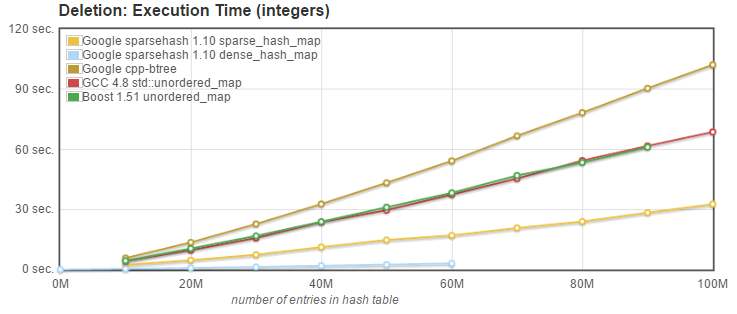 Deletion: Execution Time (integers)
120 sec.
90 sec.
60 sec.
30 sec.
0 sec.
Google sparsehash 1.10 sparse_hash_map
Google sparsehash 1.10 dense_hash_map
Google cpp-btree
GCC 4.8 std::unordered_map
Boost 1.51 unordered_map
0M 20M 40M 60M 80M 100M
number of entries in hash table